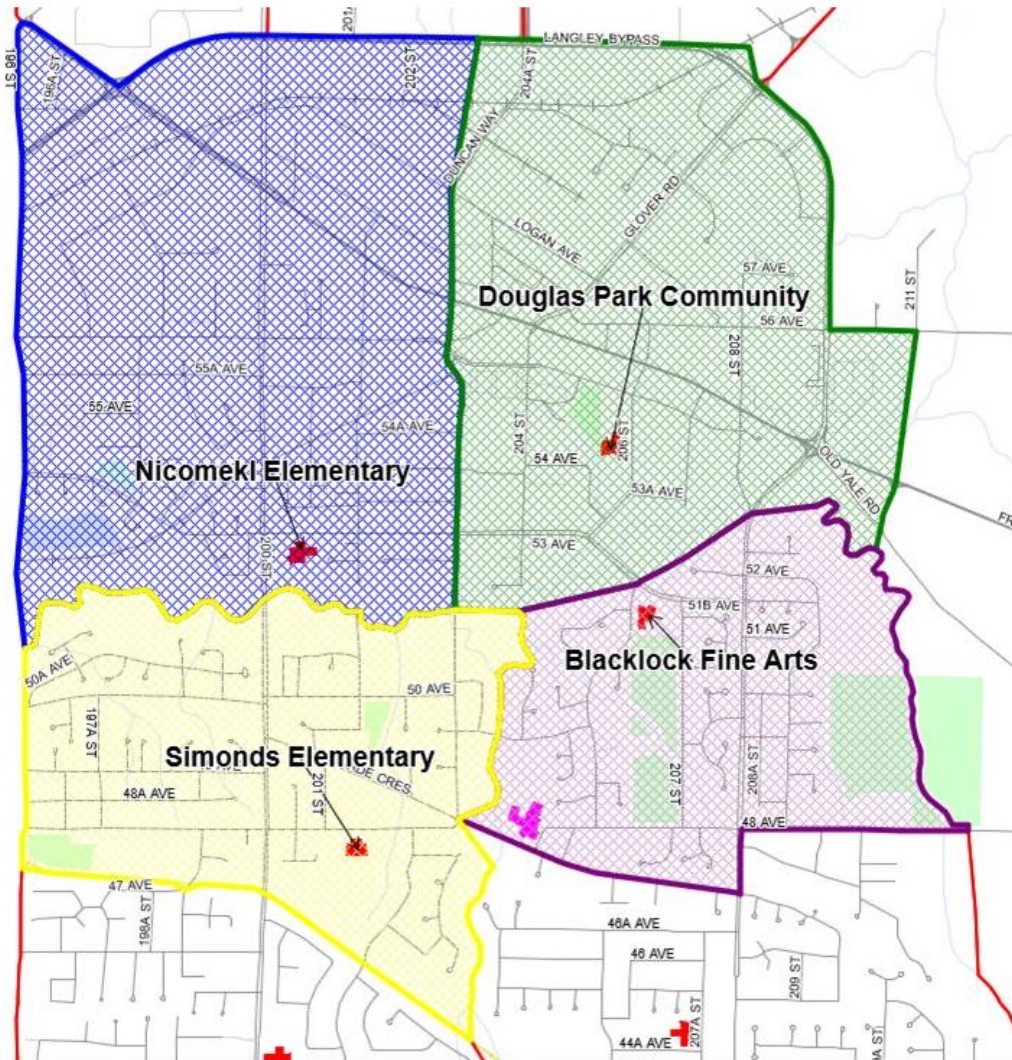 201A
LANGLEY BYPASS
196 ST
196A ST
202 ST
204A ST
DUNCAN WAY
GLOVER RD
LOGAN AVE
57 AVE
211 ST
Douglas Park Community
56 AVE
208 ST
55A AVE
55 AVE
54A AVE
204 ST
206 ST
54 AVE
OLD YALE RD
Nicomekl Elementary
53A AVE
FR
200 ST
53 AVE
52 AVE
51B AVE
51 AVE
Blacklock Fine Arts
50A AVE
50 AVE
197A ST
Simonds Elementary
DE CRES
201 ST
207 ST
208A ST
48A AVE
48 AVE
47 AVE
198A ST
46A AVE
46 AVE
209 ST
207A ST
44A AVE
A ST